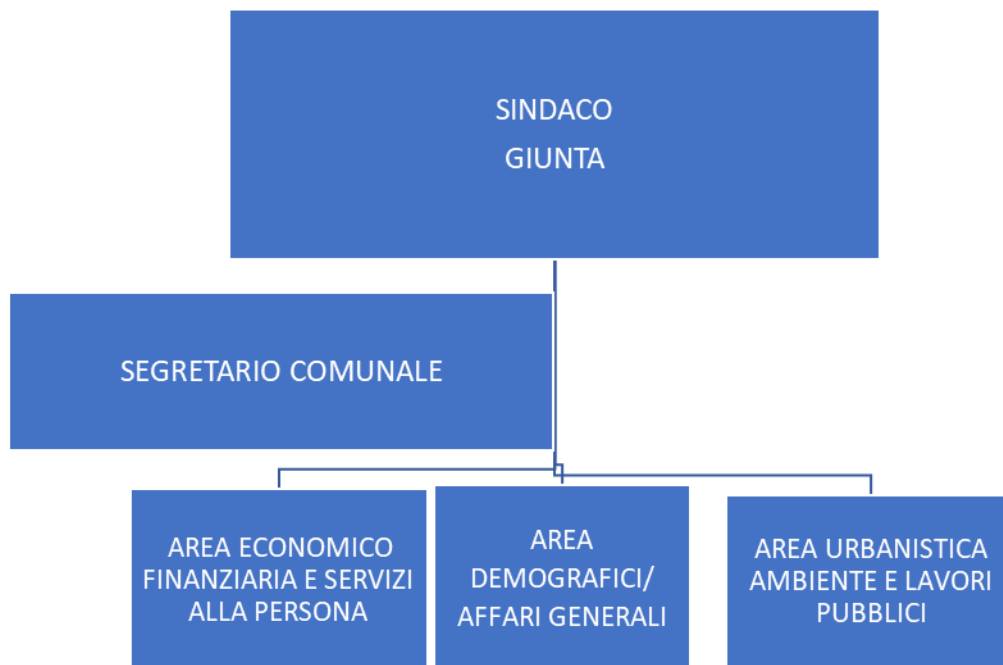 SINDACO
GIUNTA
SEGRETARIO COMUNALE
AREA ECONOMICO
FINANZIARIA E SERVIZI
ALLA PERSONA
AREA
DEMOGRAFICI/
AFFARI GENERALI
AREA URBANISTICA
AMBIENTE E LAVORI
PUBBLICI